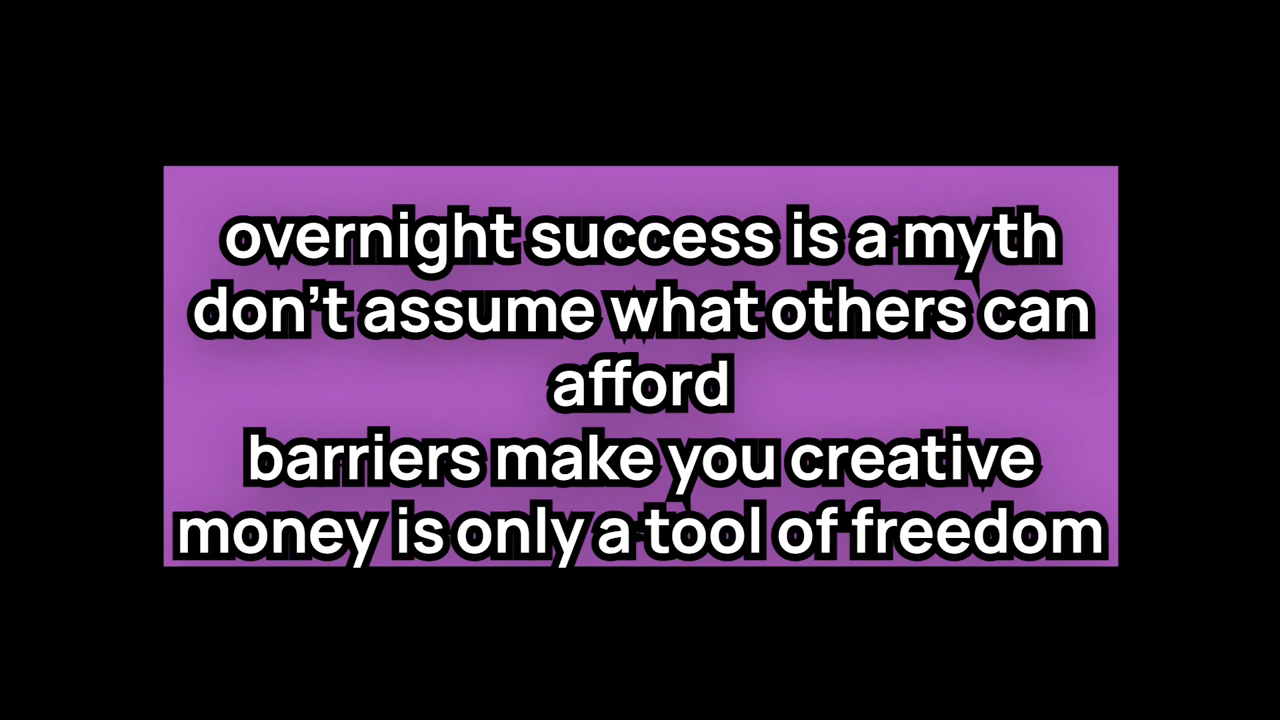 overnight success is a myth
don’t assume what others can
afford
barriers make you creative
money is only a tool of freedom